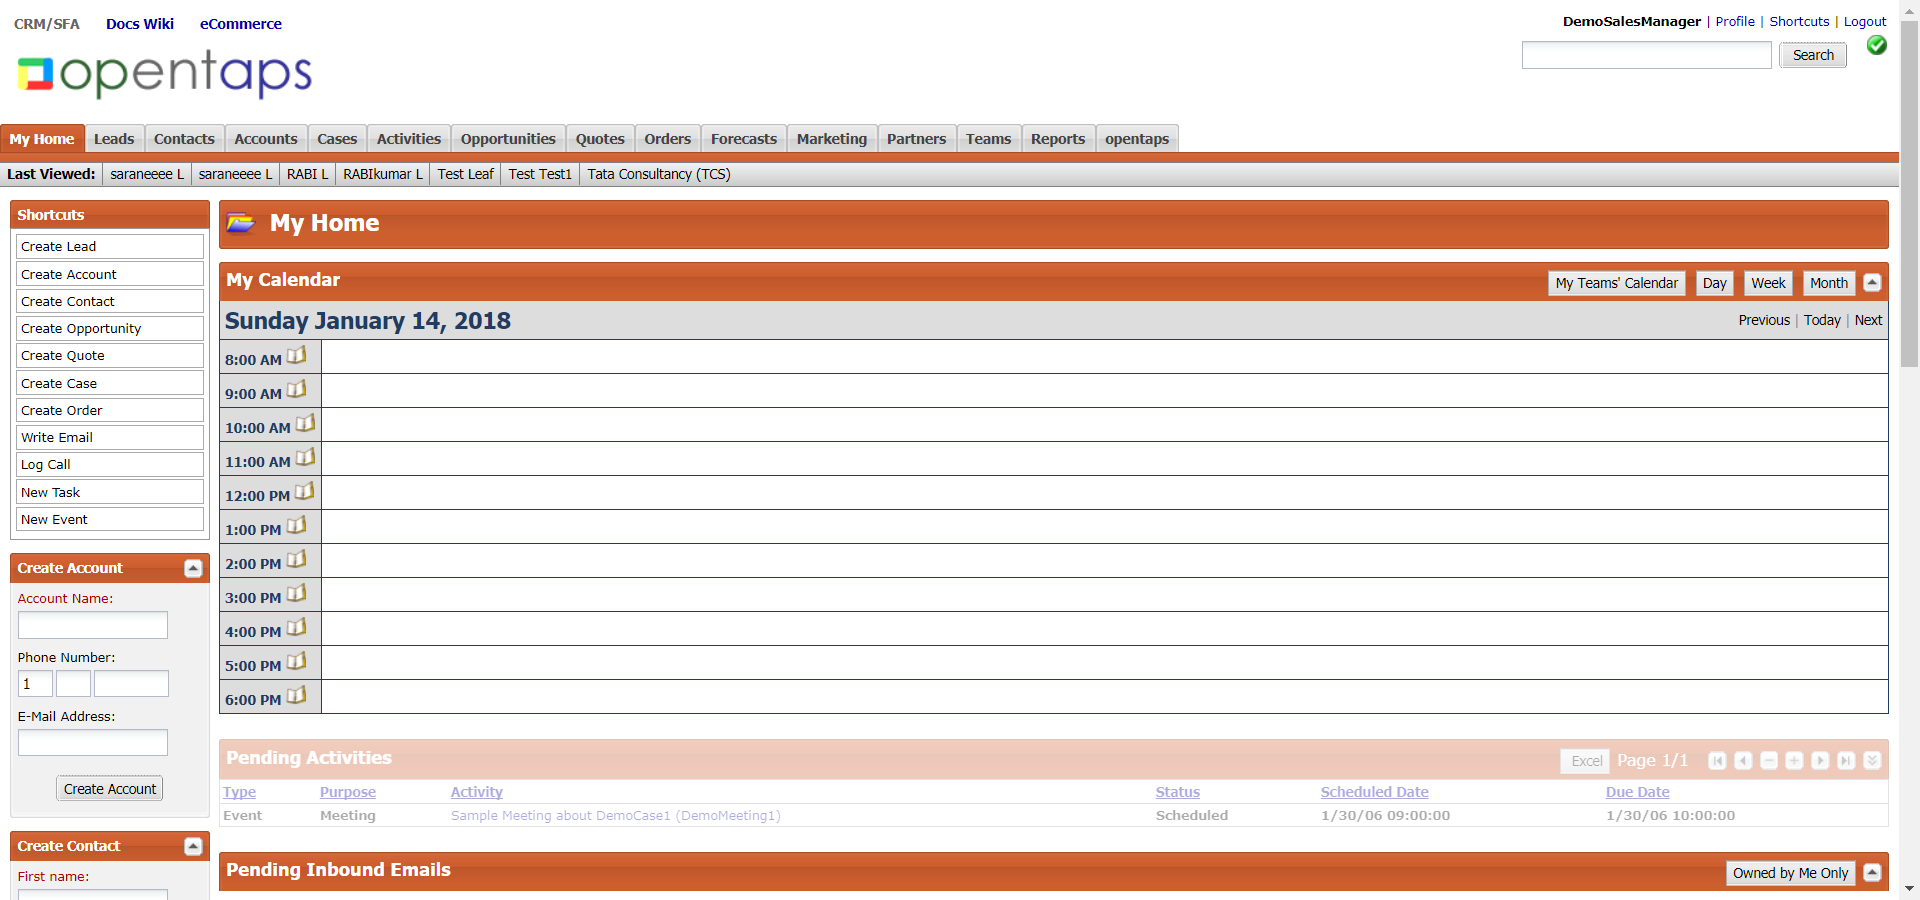 CRM/SFA Docs Wiki eCommerce
DemoSalesManager | Profile | Shortcuts | Logout
opentaps
Search
My Home Leads Contacts Accounts Cases Activities Opportunities Quotes Orders Forecasts Marketing Partners Teams Reports opentaps
Last Viewed: saraneeee L saraneeee L RABI L RABIkumar L Test Leaf Test Test1 Tata Consultancy (TCS)
Shortcuts
Create Lead
Create Account
Create Contact
Create Opportunity
Create Quote
Create Case
Create Order
Write Email
Log Call
New Task
New Event
Create Account
Account Name:
Phone Number:
1
E-Mail Address:
Create Account
Create Contact
First name:
My Home
My Calendar
My Teams' Calendar Day Week Month
Sunday January 14, 2018
Previous | Today | Next
8:00 AM
9:00 AM
10:00 AM
11:00 AM
12:00 PM
1:00 PM
2:00 PM
3:00 PM
4:00 PM
5:00 PM
6:00 PM
Pending Activities
Excel Page 1/1
Type Purpose Activity Status Scheduled Date Due Date
Event Meeting Sample Meeting about DemoCase1 (DemoMeeting1) Scheduled 1/30/06 09:00:00 1/30/06 10:00:00
Pending Inbound Emails
Owned by Me Only